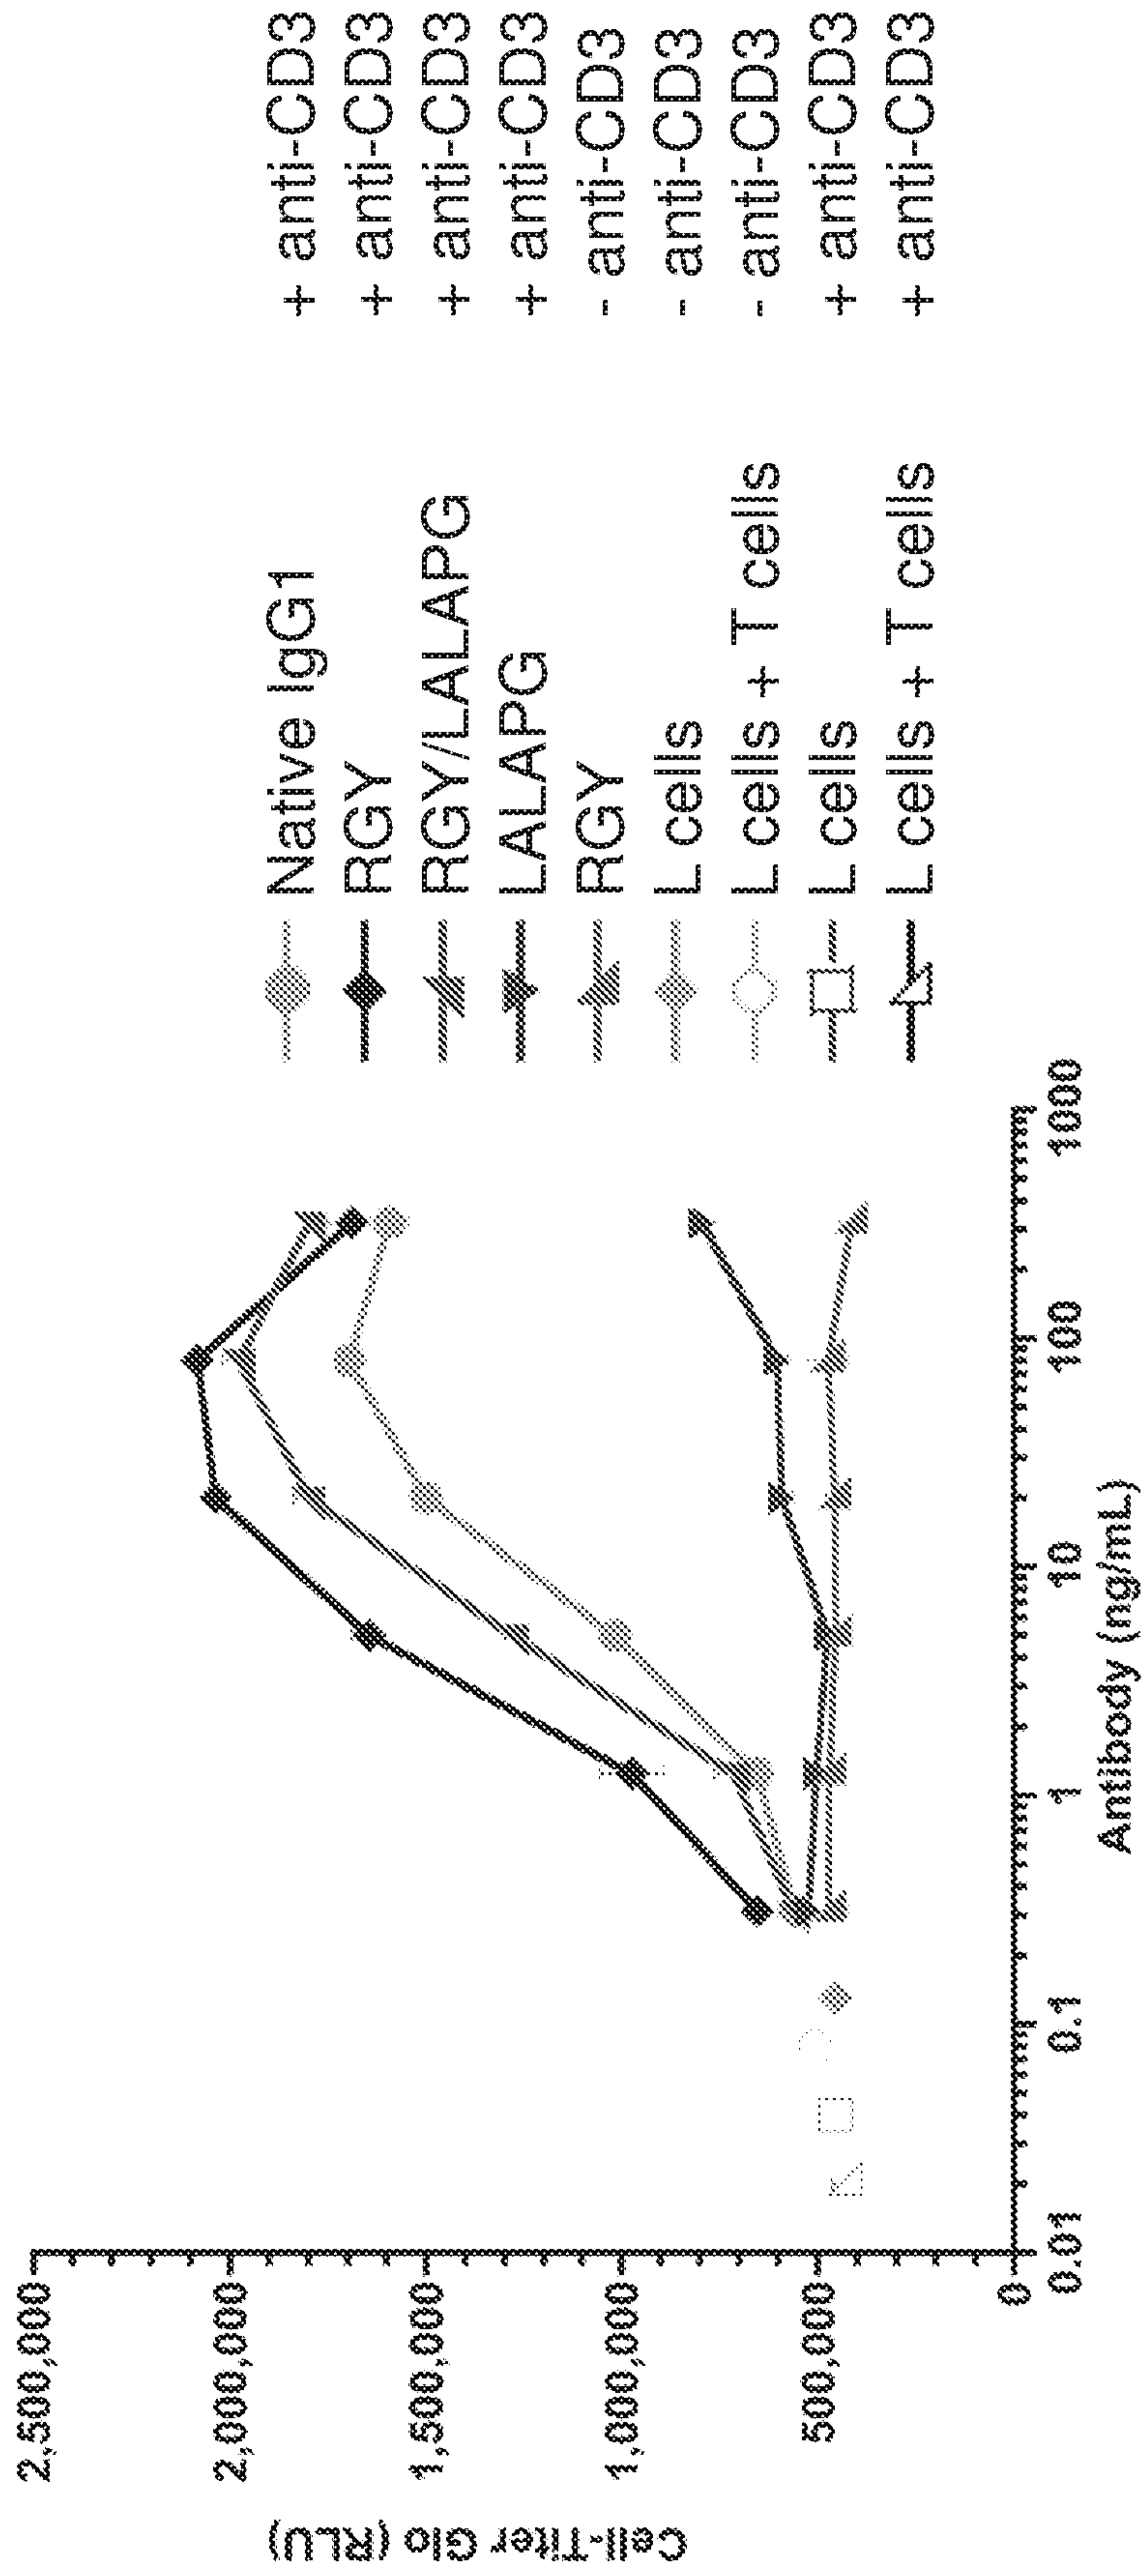 Cell-Titer Glo (RLU)
2,500,000
2,000,000
1,500,000
1,000,000
500,000
0
0.01
0.1
1
10
100
1000
Antibody (ng/mL)
Native IgG1 + anti-CD3
RGY + anti-CD3
RGY/LALAPG + anti-CD3
LALAPG + anti-CD3
RGY - anti-CD3
L cells - anti-CD3
L cells + T cells - anti-CD3
L cells + anti-CD3
L cells + T cells + anti-CD3